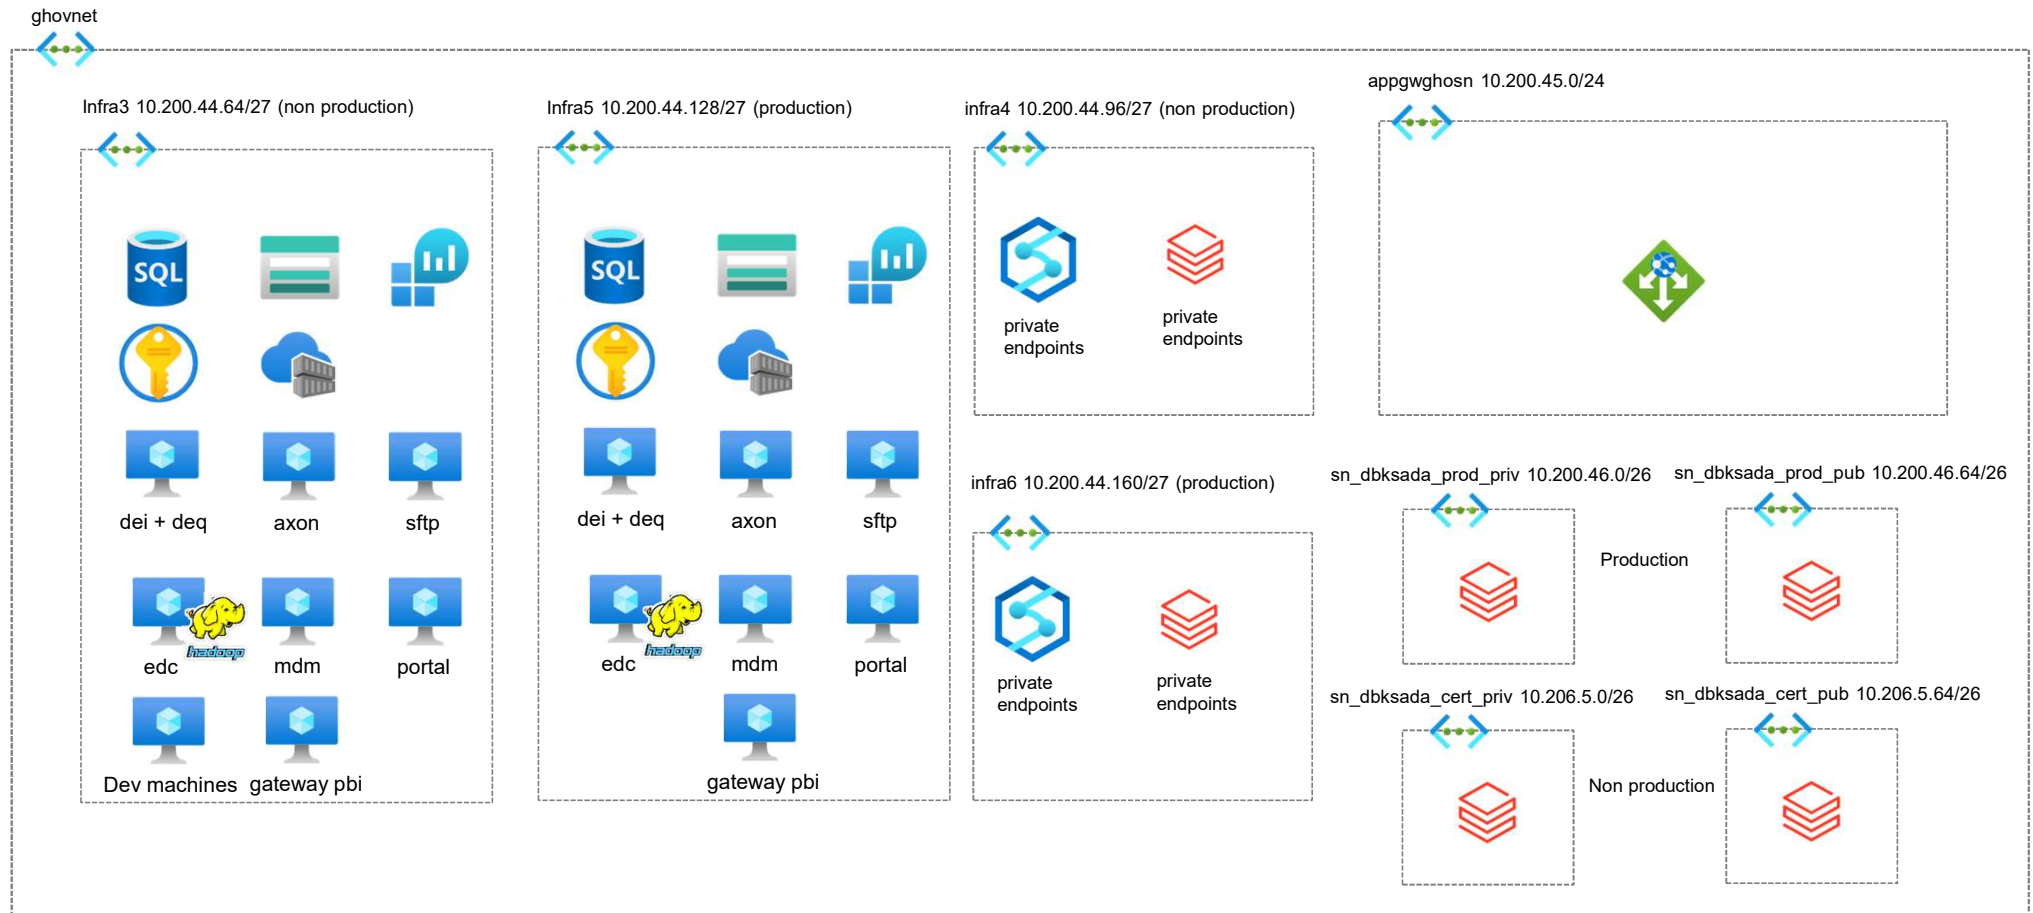 ghovnet
Infra3 10.200.44.64/27 (non production)
SQL
dei + deq
axon
sftp
hadoop
edc
mdm
portal
Dev machines
gateway pbi
Infra5 10.200.44.128/27 (production)
SQL
dei + deq
axon
sftp
hadoop
edc
mdm
portal
gateway pbi
infra4 10.200.44.96/27 (non production)
private
endpoints
private
endpoints
infra6 10.200.44.160/27 (production)
private
endpoints
private
endpoints
appgwghosn 10.200.45.0/24
sn_dbksada_prod_priv 10.200.46.0/26
sn_dbksada_prod_pub 10.200.46.64/26
Production
sn_dbksada_cert_priv 10.206.5.0/26
sn_dbksada_cert_pub 10.206.5.64/26
Non production